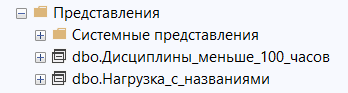 Представления
Системные представления
dbo.Дисциплины_меньше_100_часов
dbo.Нагрузка_с_названиями